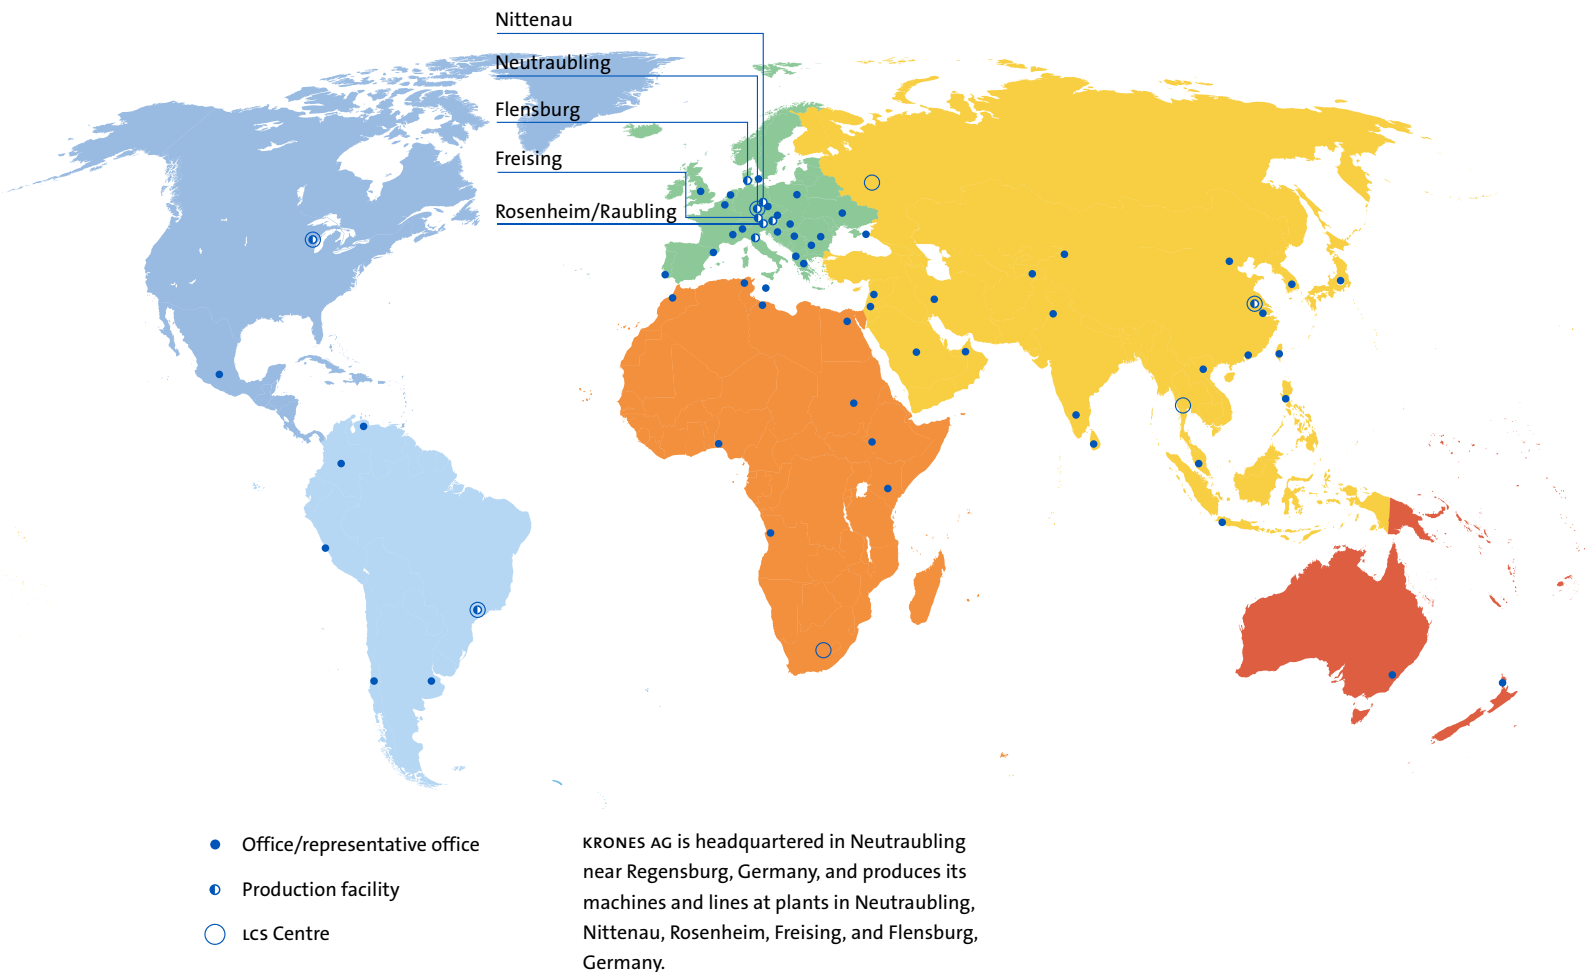 Nittenau
Neutraubling
Flensburg
Freising
Rosenheim/Raubling
Office/representative office
Production facility
LCS Centre
KRONES AG is headquartered in Neutraubling
near Regensburg, Germany, and produces its
machines and lines at plants in Neutraubling,
Nittenau, Rosenheim, Freising, and Flensburg,
Germany.